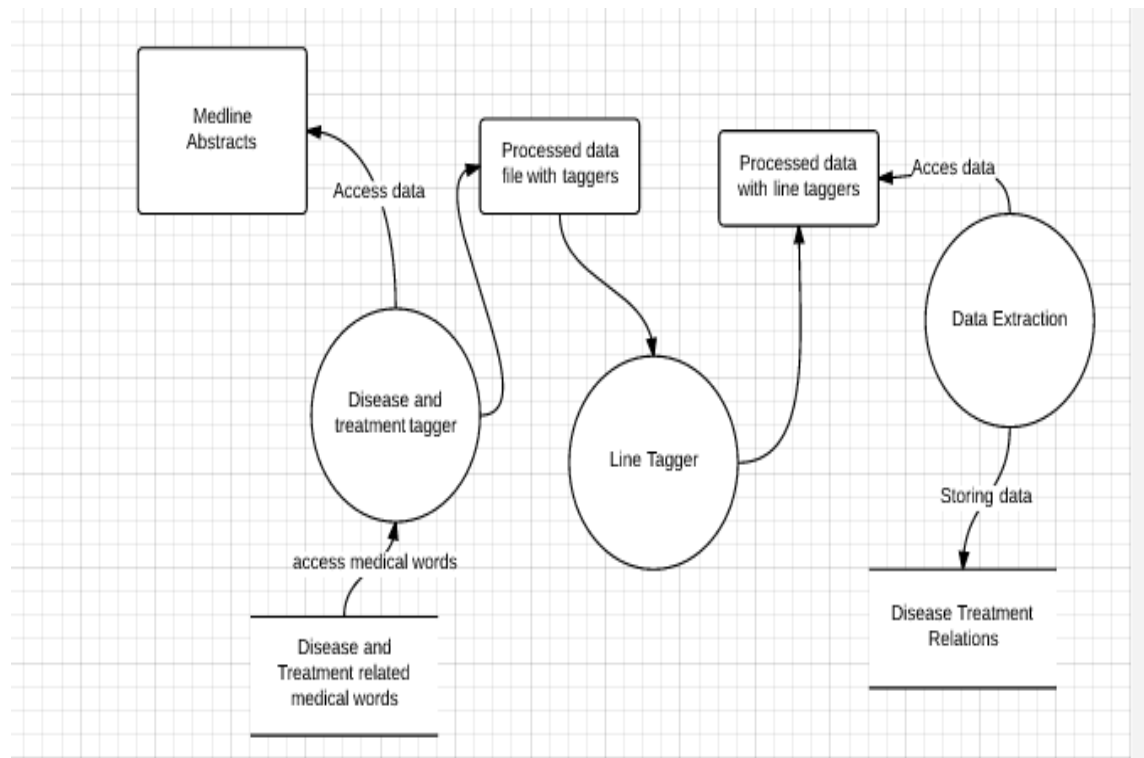 Medline
Abstracts
Access data
Processed data
file with taggers
Processed data
with line taggers
Acces data
Data Extraction
Disease and
treatment tagger
Line Tagger
Storing data
access medical words
Disease and
Treatment related
medical words
Disease Treatment
Relations